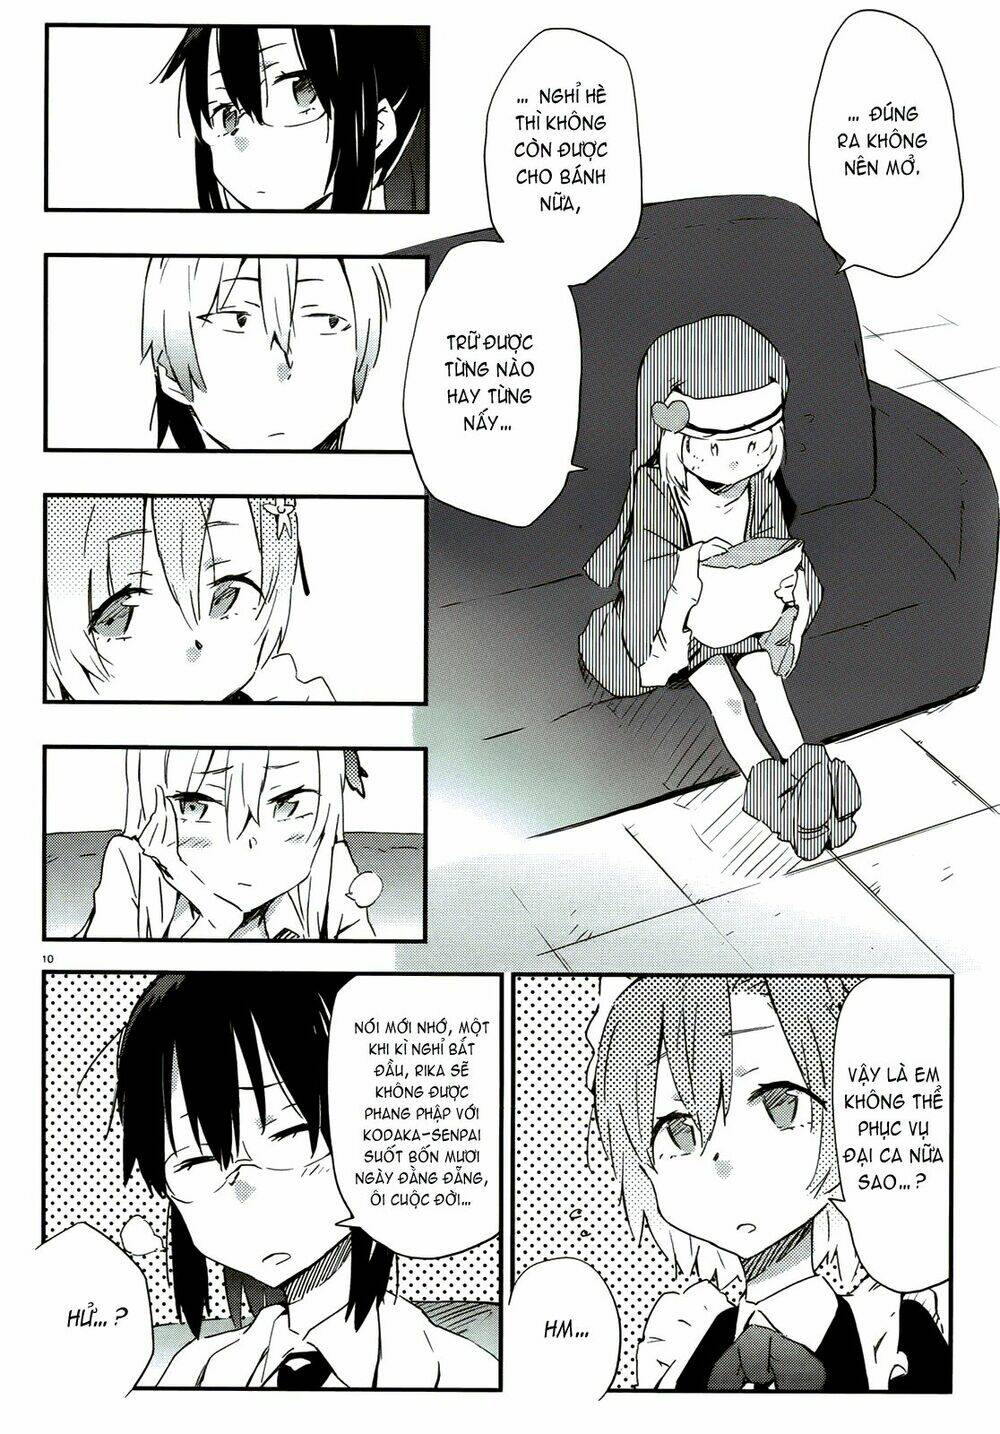 ... ĐÚNG
RA KHÔNG
NÊN MỞ.
... NGHỈ HÈ
THÌ KHÔNG
CÒN ĐƯỢC
CHO BÁNH
NỮA,
TRỮ ĐƯỢC
TỪNG NÀO
HAY TỪNG
NẤY...
10
VẬY LÀ EM
KHÔNG THỂ
PHỤC VỤ
ĐẠI CA NỮA
SAO...?
HM...
NÓI MỚI NHỚ, MỘT
KHI KÌ NGHỈ BẮT
ĐẦU, RIKA SẼ
KHÔNG ĐƯỢC
PHANG PHẬP VỚI
KODAKA-SENPAI
SUỐT BỐN MƯƠI
NGÀY ĐẰNG ĐẴNG,
ÔI CUỘC ĐỜI...
HỬ...?